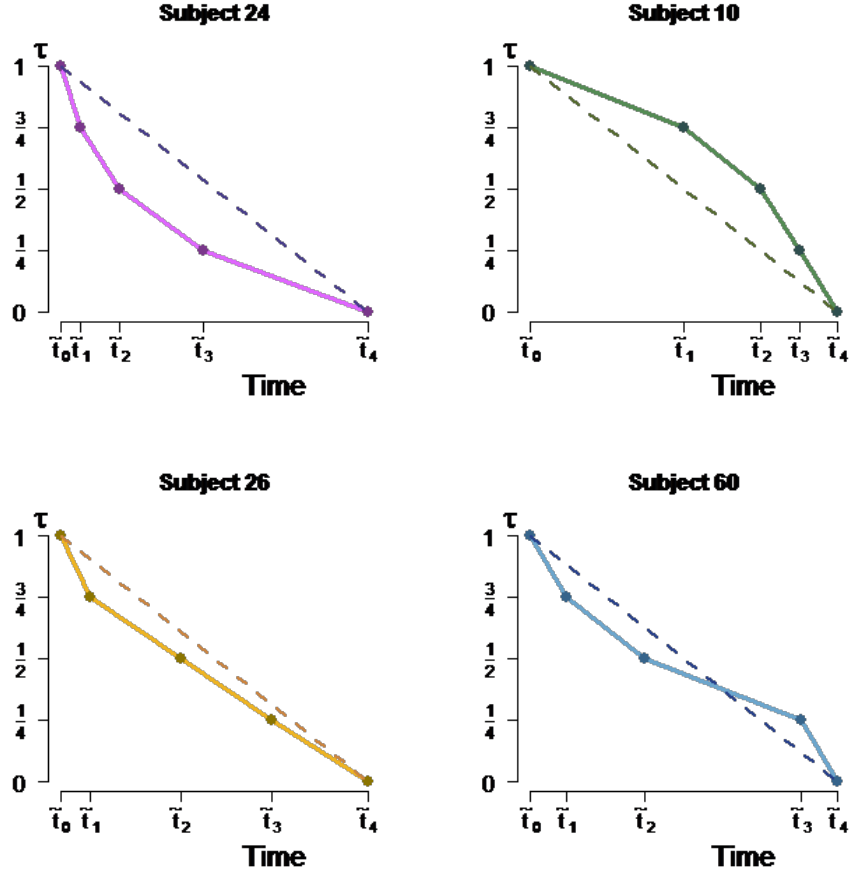 Subject 24
τ
1
3/4
1/2
1/4
0
t̃₀ t̃₁ t̃₂ t̃₃ t̃₄
Time
Subject 10
τ
1
3/4
1/2
1/4
0
t̃₀ t̃₁ t̃₂ t̃₃ t̃₄
Time
Subject 26
τ
1
3/4
1/2
1/4
0
t̃₀ t̃₁ t̃₂ t̃₃ t̃₄
Time
Subject 60
τ
1
3/4
1/2
1/4
0
t̃₀ t̃₁ t̃₂ t̃₃ t̃₄
Time